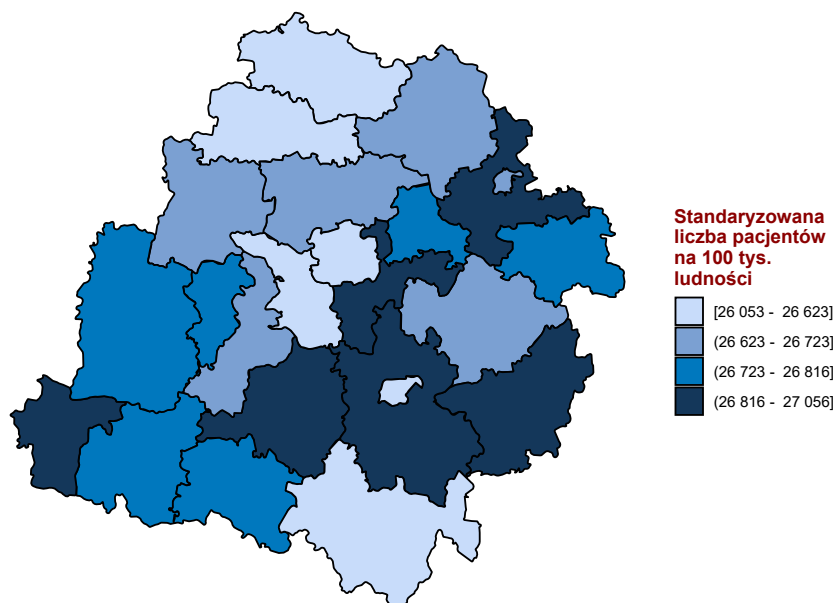 Standaryzowana
liczba pacjentów
na 100 tys.
ludności
[26 053 - 26 623]
(26 623 - 26 723]
(26 723 - 26 816]
(26 816 - 27 056]